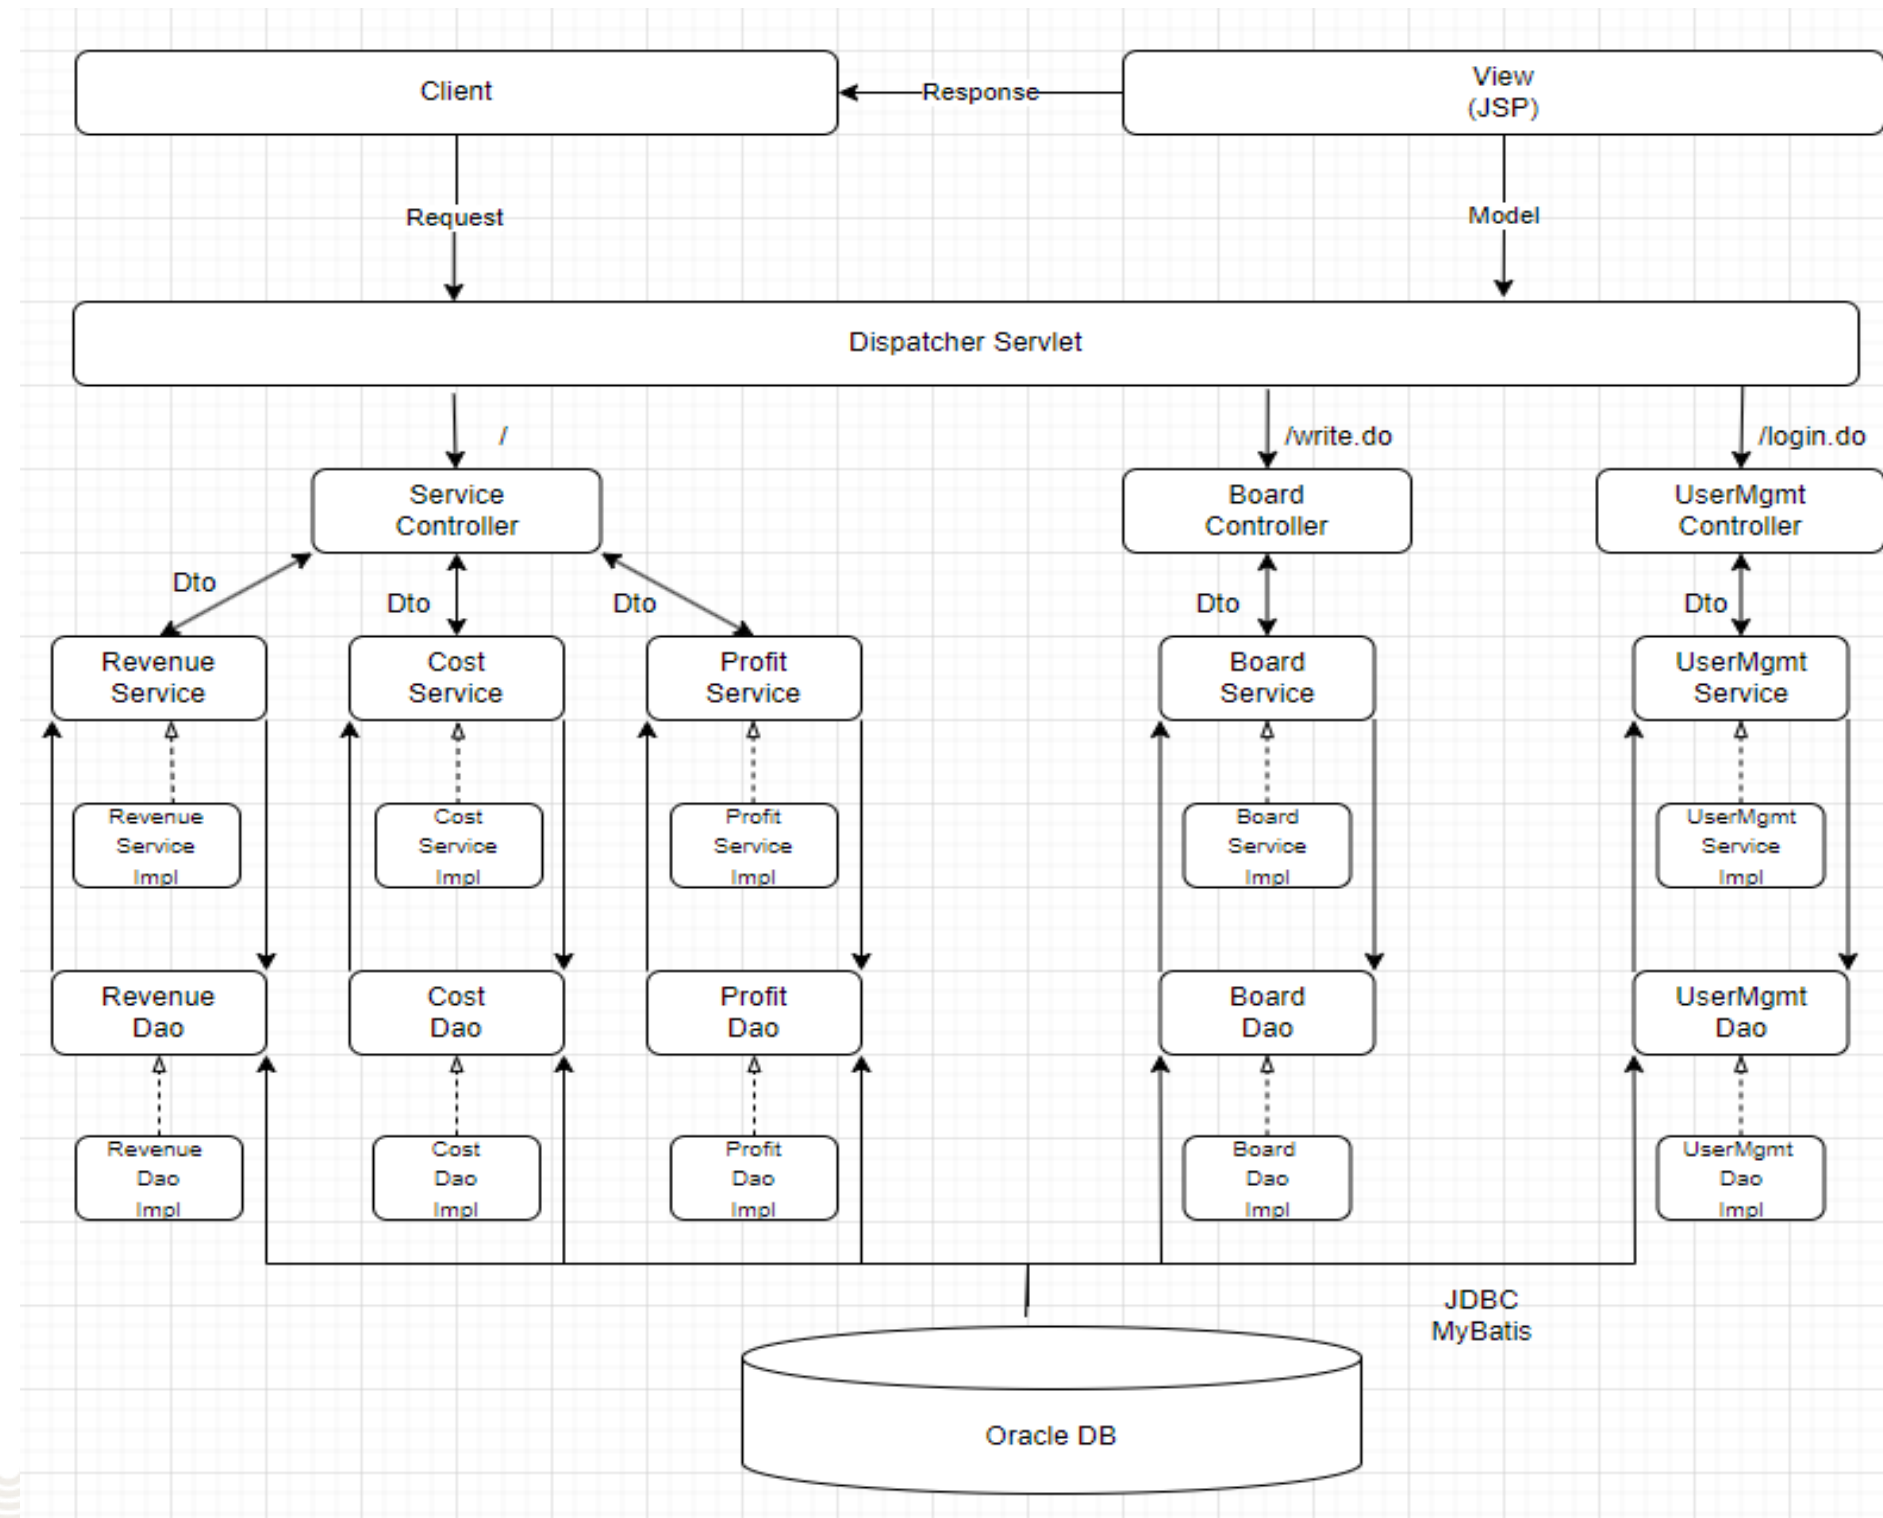 Client
Response
View
(JSP)
Request
Model
Dispatcher Servlet
/
/write.do
/login.do
Service
Controller
Board
Controller
UserMgmt
Controller
Dto
Dto
Dto
Dto
Dto
Revenue
Service
Cost
Service
Profit
Service
Board
Service
UserMgmt
Service
Revenue
Service
Impl
Cost
Service
Impl
Profit
Service
Impl
Board
Service
Impl
UserMgmt
Service
Impl
Revenue
Dao
Cost
Dao
Profit
Dao
Board
Dao
UserMgmt
Dao
Revenue
Dao
Impl
Cost
Dao
Impl
Profit
Dao
Impl
Board
Dao
Impl
UserMgmt
Dao
Impl
JDBC
MyBatis
Oracle DB